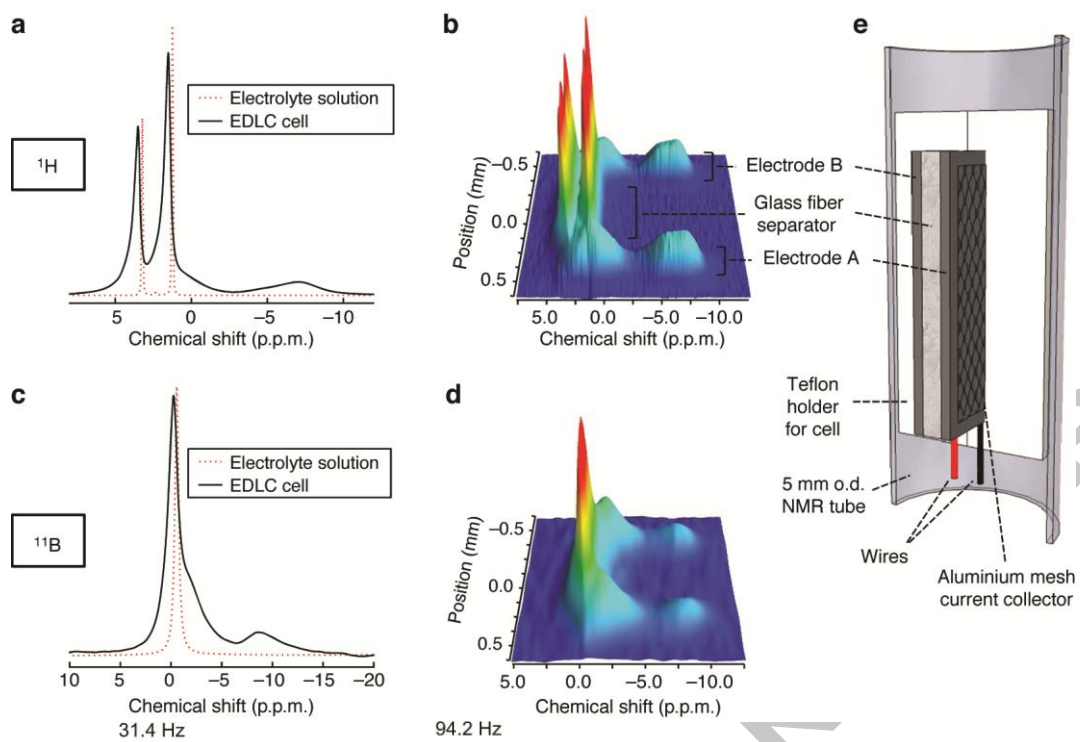 a
¹H
Electrolyte solution
EDLC cell
5
0
−5
−10
Chemical shift (p.p.m.)
b
−0.5
0.0
0.5
Position (mm)
5.0
0.0
−5.0
−10.0
Chemical shift (p.p.m.)
Electrode B
Glass fiber
separator
Electrode A
c
¹¹B
Electrolyte solution
EDLC cell
10
5
0
−5
−10
−15
−20
Chemical shift (p.p.m.)
31.4 Hz
d
−0.5
0.0
0.5
Position (mm)
5.0
0.0
−5.0
−10.0
Chemical shift (p.p.m.)
94.2 Hz
e
Teflon
holder
for cell
5 mm o.d.
NMR tube
Wires
Aluminium mesh
current collector